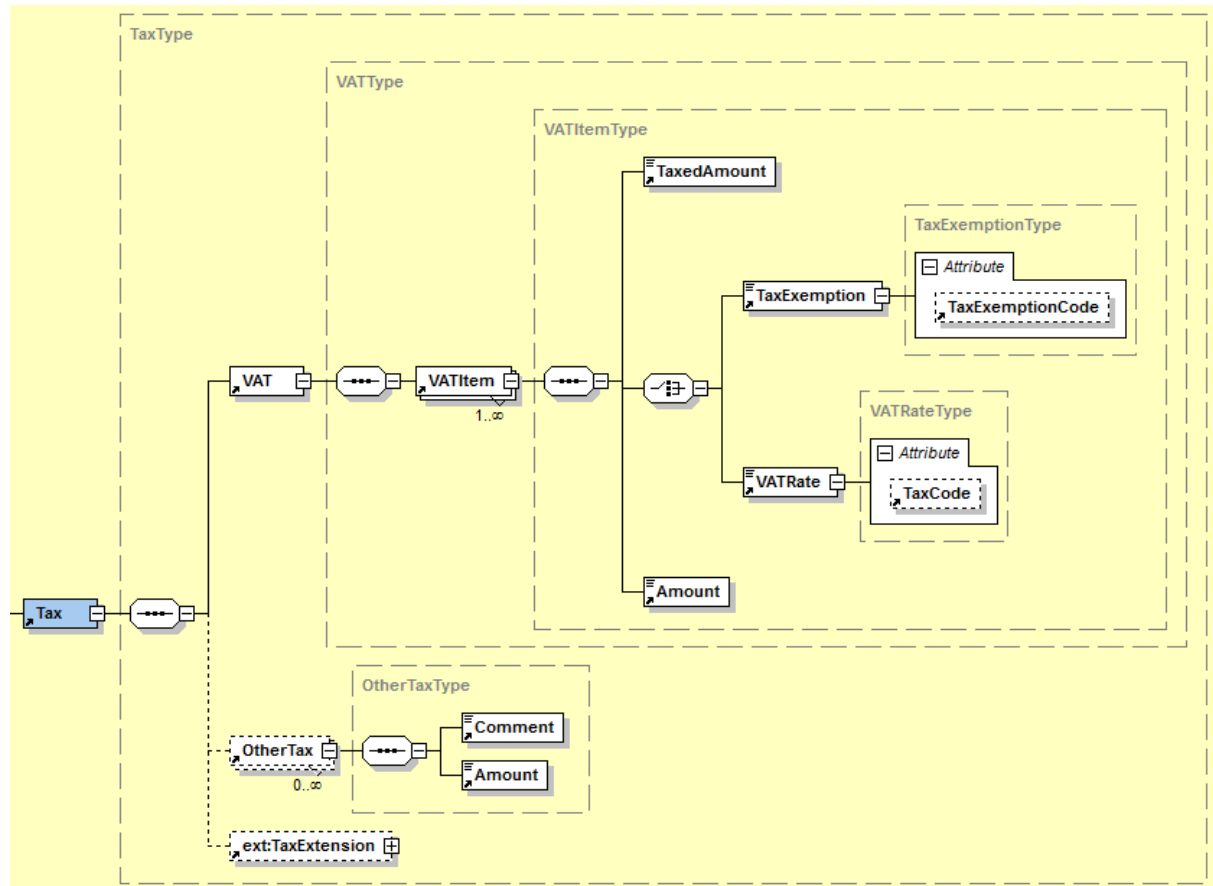 TaxType
VATType
VATItemType
TaxedAmount
TaxExemptionType
Attribute
TaxExemption
TaxExemptionCode
VAT
VATItem
1..∞
VATRateType
Attribute
VATRate
TaxCode
Amount
Tax
OtherTaxType
Comment
OtherTax
Amount
0..∞
ext:TaxExtension